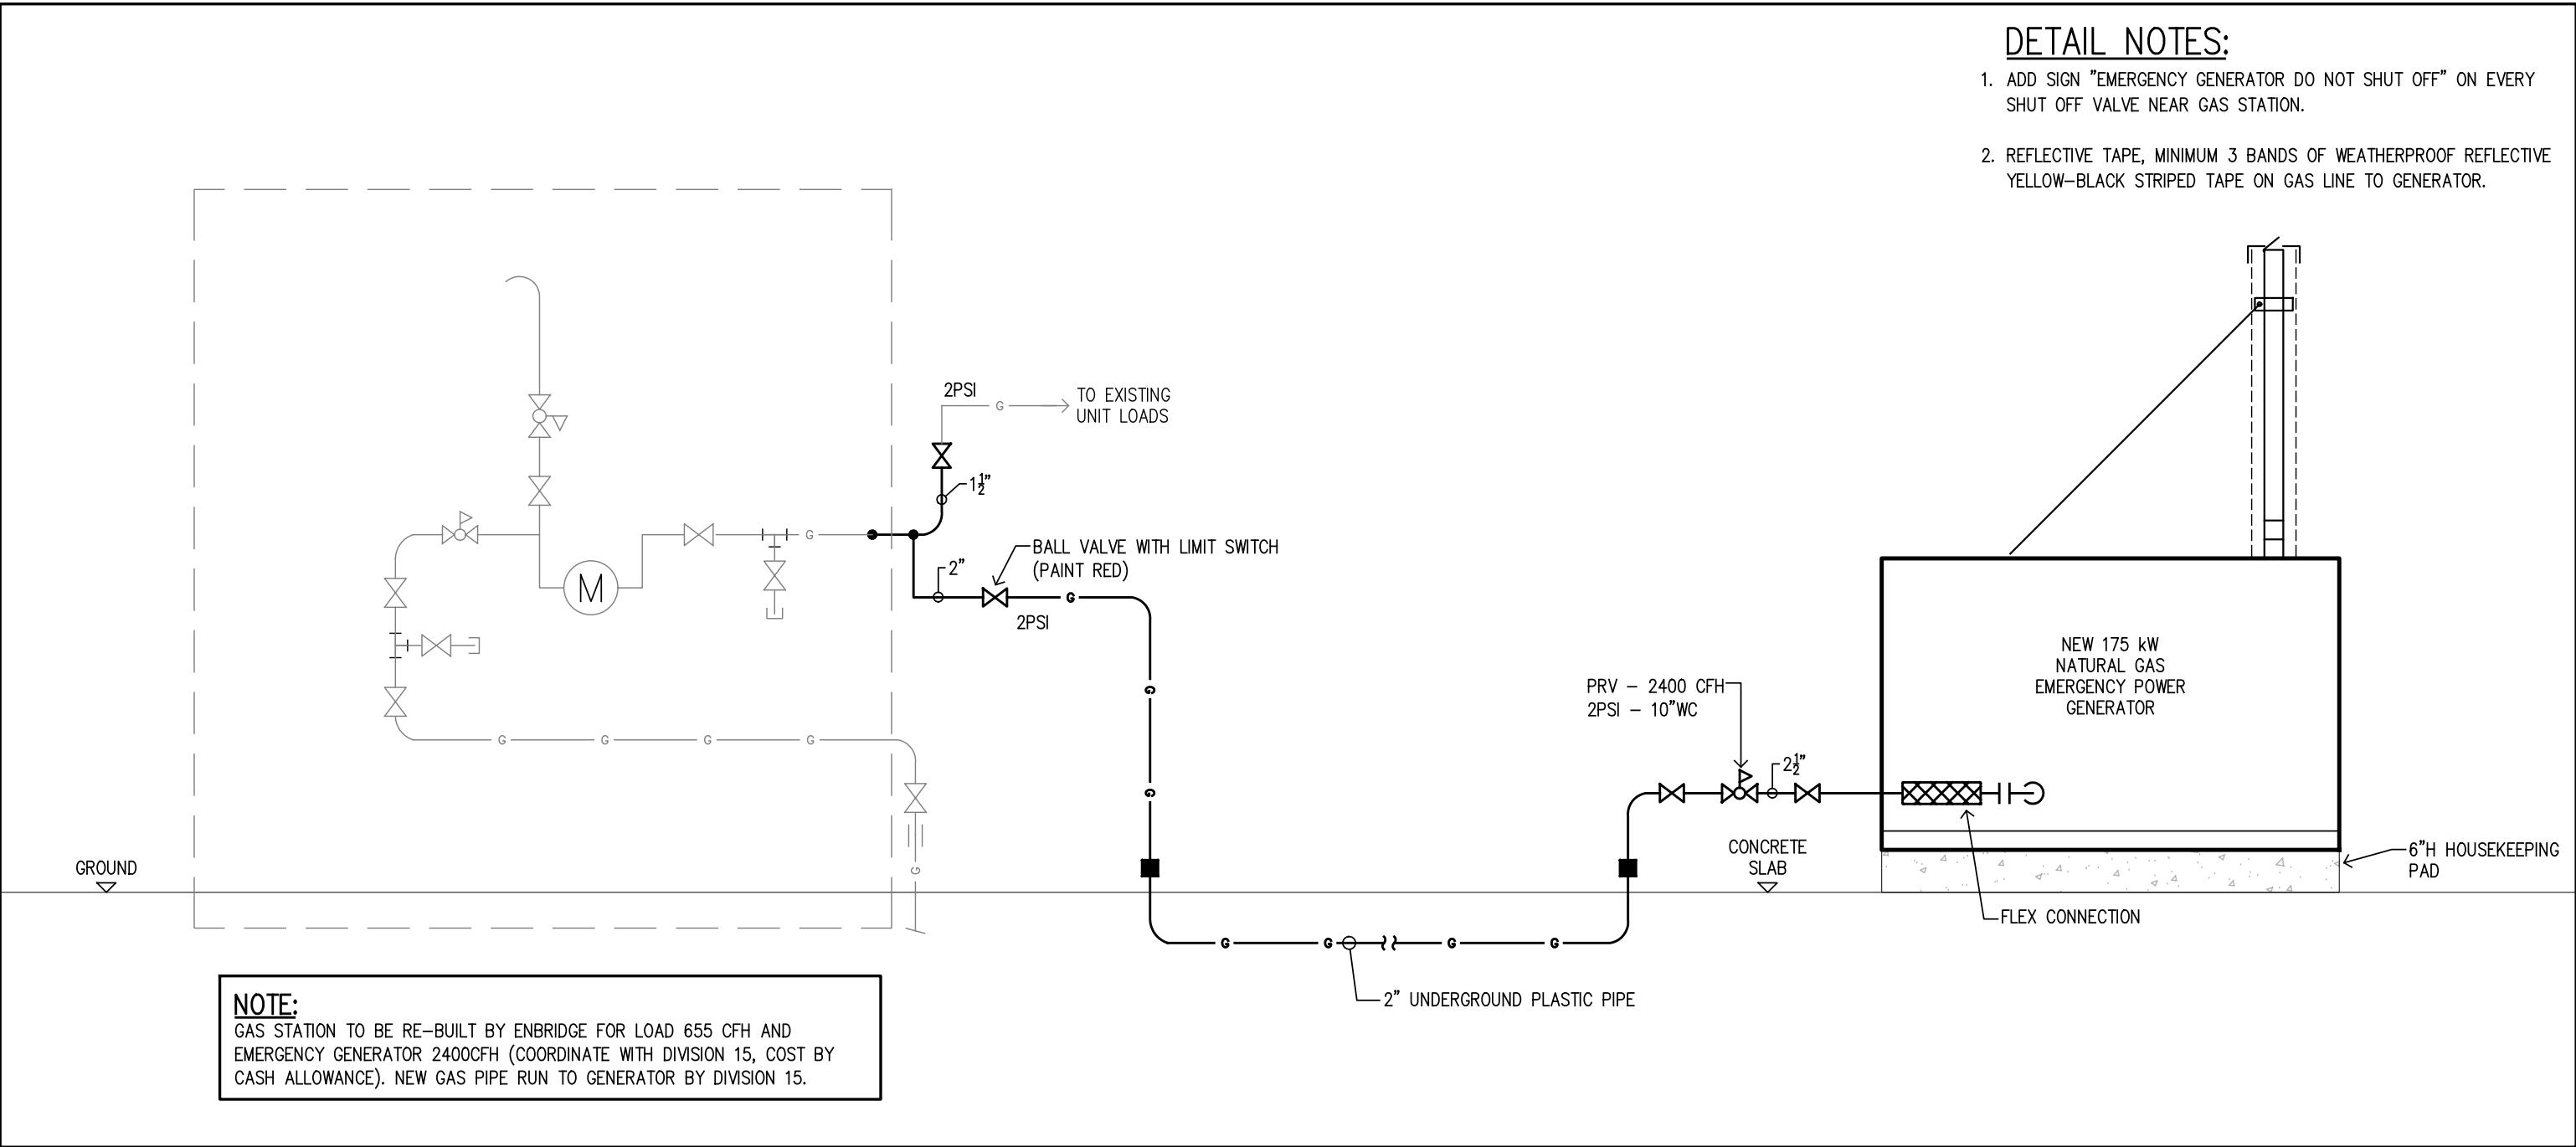 DETAIL NOTES:
1. ADD SIGN "EMERGENCY GENERATOR DO NOT SHUT OFF" ON EVERY
SHUT OFF VALVE NEAR GAS STATION.
2. REFLECTIVE TAPE, MINIMUM 3 BANDS OF WEATHERPROOF REFLECTIVE
YELLOW-BLACK STRIPED TAPE ON GAS LINE TO GENERATOR.
2PSI
G
TO EXISTING
UNIT LOADS
1 1/2"
G
BALL VALVE WITH LIMIT SWITCH
(PAINT RED)
2"
M
G
2PSI
NEW 175 kW
NATURAL GAS
EMERGENCY POWER
GENERATOR
G
PRV - 2400 CFH
2PSI - 10"WC
G
G
G
G
2 1/2"
G
CONCRETE
SLAB
6"H HOUSEKEEPING
PAD
GROUND
G
FLEX CONNECTION
G
G
G
G
2" UNDERGROUND PLASTIC PIPE
NOTE:
GAS STATION TO BE RE-BUILT BY ENBRIDGE FOR LOAD 655 CFH AND
EMERGENCY GENERATOR 2400CFH (COORDINATE WITH DIVISION 15, COST BY
CASH ALLOWANCE). NEW GAS PIPE RUN TO GENERATOR BY DIVISION 15.